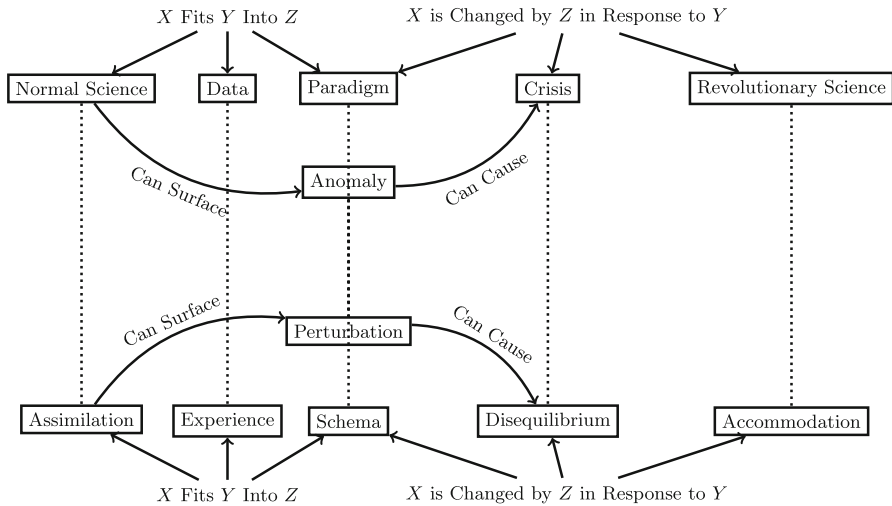 X Fits Y Into Z
X is Changed by Z in Response to Y
Normal Science
Data
Paradigm
Crisis
Revolutionary Science
Can Surface
Anomaly
Can Cause
Can Surface
Perturbation
Can Cause
Assimilation
Experience
Schema
Disequilibrium
Accommodation
X Fits Y Into Z
X is Changed by Z in Response to Y